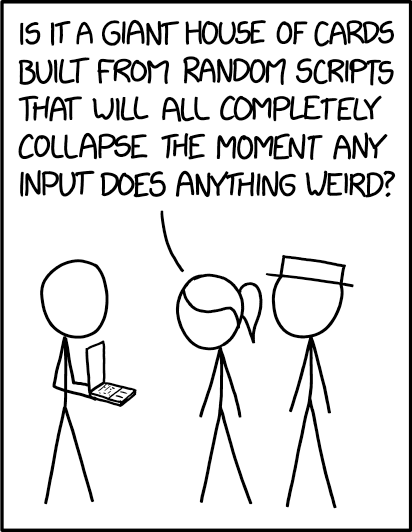 IS IT A GIANT HOUSE OF CARDS
BUILT FROM RANDOM SCRIPTS
THAT WILL ALL COMPLETELY
COLLAPSE THE MOMENT ANY
INPUT DOES ANYTHING WEIRD?